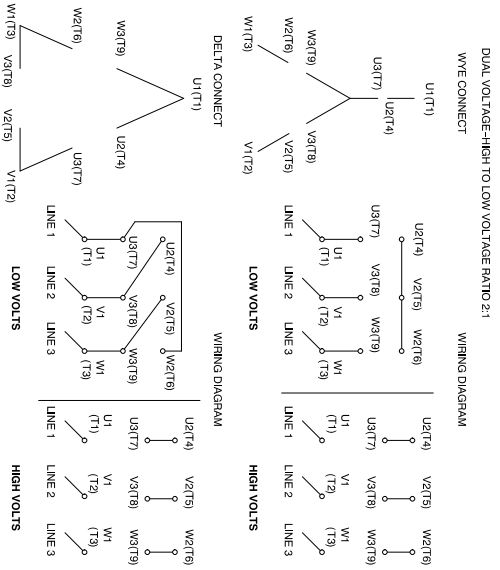 DUAL VOLTAGE-HIGH TO LOW VOLTAGE RATIO 2:1
WYE CONNECT
WIRING DIAGRAM
U1(T1)
U3(T7)
U2(T4)
W3(T9)
W2(T6)
W1(T3)
V3(T8)
V2(T5)
V1(T2)
U2(T4) V2(T5) W2(T6)
U3(T7) V3(T8) W3(T9)
U1 V1 W1
(T1) (T2) (T3)
LINE 1 LINE 2 LINE 3
LOW VOLTS
U2(T4) V2(T5) W2(T6)
U3(T7) V3(T8) W3(T9)
U1 V1 W1
(T1) (T2) (T3)
LINE 1 LINE 2 LINE 3
HIGH VOLTS
DELTA CONNECT
WIRING DIAGRAM
U1(T1)
W3(T9)
U2(T4)
W2(T6)
U3(T7)
W1(T3)
V3(T8)
V2(T5)
V1(T2)
U2(T4) V2(T5) W2(T6)
U3(T7) V3(T8) W3(T9)
U1 V1 W1
(T1) (T2) (T3)
LINE 1 LINE 2 LINE 3
LOW VOLTS
U2(T4) V2(T5) W2(T6)
U3(T7) V3(T8) W3(T9)
U1 V1 W1
(T1) (T2) (T3)
LINE 1 LINE 2 LINE 3
HIGH VOLTS